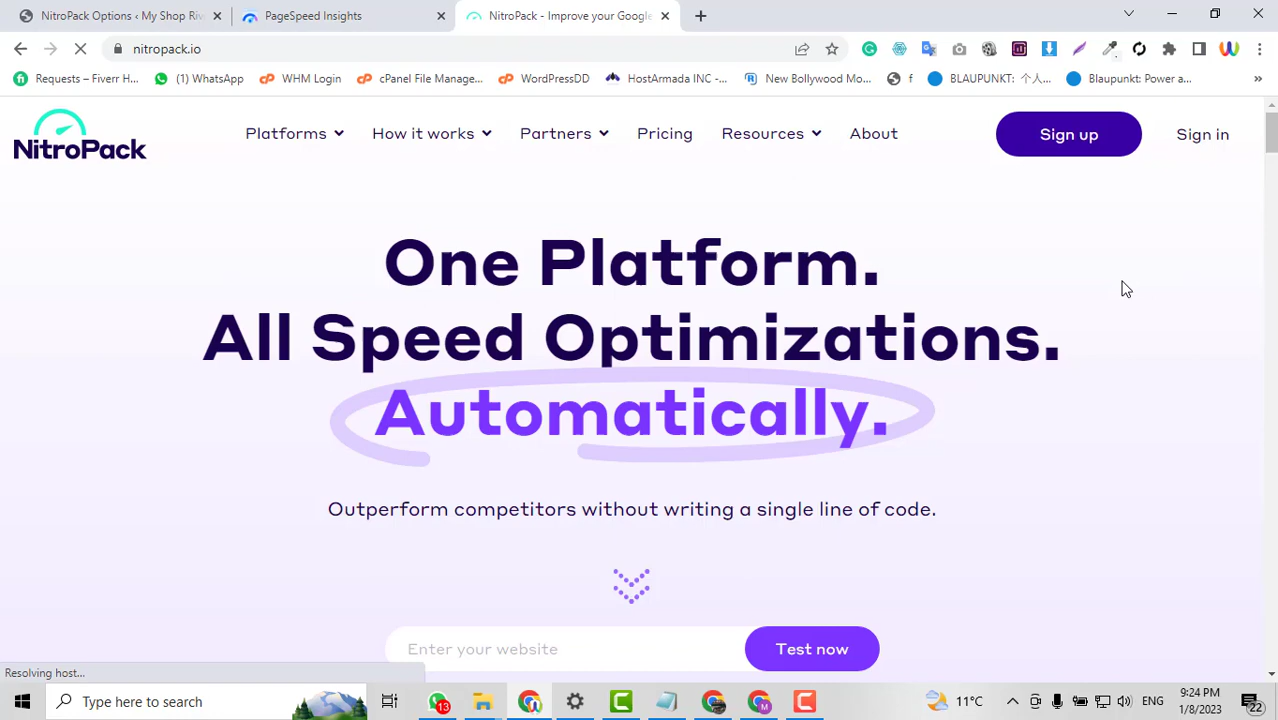 NitroPack Options ‹ My Shop Riv
PageSpeed Insights
NitroPack - Improve your Google
nitropack.io
Requests – Fiverr H...
(1) WhatsApp
WHM Login
cPanel File Manage...
WordPressDD
HostArmada INC -...
New Bollywood Mo...
f
BLAUPUNKT: 个人...
Blaupunkt: Power a...
»
NitroPack
Platforms
How it works
Partners
Pricing
Resources
About
Sign up
Sign in
One Platform.
All Speed Optimizations.
Automatically.
Outperform competitors without writing a single line of code.
Enter your website
Test now
Resolving host...
Type here to search
13
M
11°C
ENG
9:24 PM
1/8/2023
22